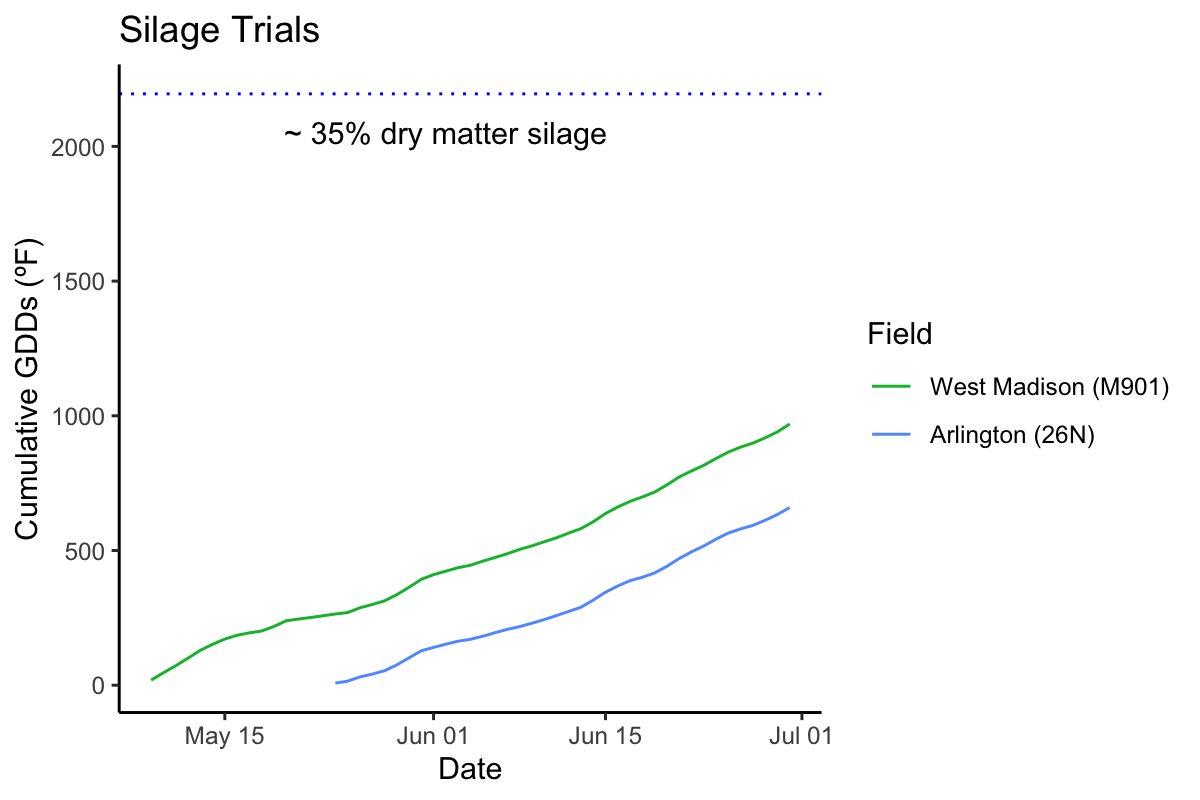 Silage Trials
~ 35% dry matter silage
2000
1500
1000
500
0
Cumulative GDDs (ºF)
May 15
Jun 01
Jun 15
Jul 01
Date
Field
West Madison (M901)
Arlington (26N)